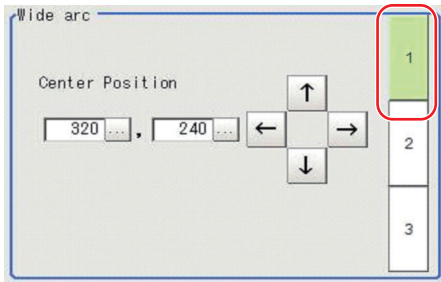 Wide arc
1
Center Position
320 ... , 240 ... ← ↑ ↓ →
2
3